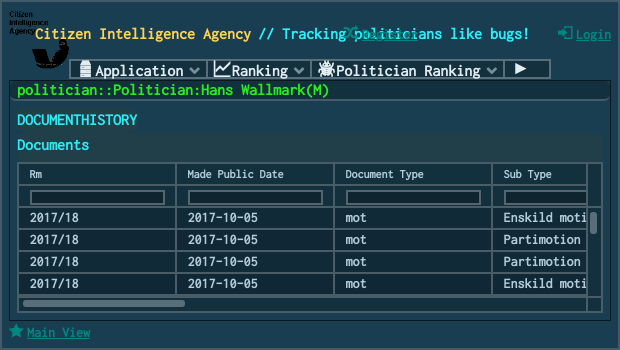 Citizen
Intelligence
Agency
Citizen Intelligence Agency // Tracking politicians like bugs!
Register
Login
Application
Ranking
Politician Ranking
politician::Politician:Hans Wallmark(M)
DOCUMENTHISTORY
Documents
Rm Made Public Date Document Type Sub Type
2017/18 2017-10-05 mot Enskild moti
2017/18 2017-10-05 mot Partimotion
2017/18 2017-10-05 mot Partimotion
2017/18 2017-10-05 mot Enskild moti
Main View